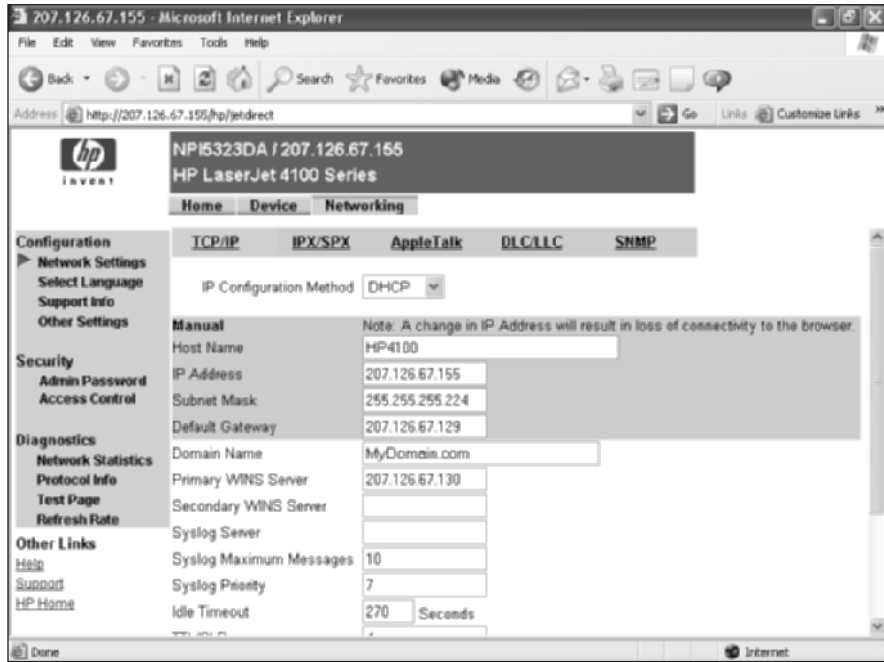 207.126.67.155 - Microsoft Internet Explorer
File Edit View Favorites Tools Help
Back Search Favorites Media
Address http://207.126.67.155/hp/jetdirect Go Links Customize Links »
hp
invent
NPI5323DA / 207.126.67.155
HP LaserJet 4100 Series
Home Device Networking
Configuration
Network Settings
Select Language
Support Info
Other Settings
Security
Admin Password
Access Control
Diagnostics
Network Statistics
Protocol Info
Test Page
Refresh Rate
Other Links
Help
Support
HP Home
TCP/IP IPX/SPX AppleTalk DLC/LLC SNMP
IP Configuration Method DHCP
Manual Note: A change in IP Address will result in loss of connectivity to the browser.
Host Name HP4100
IP Address 207.126.67.155
Subnet Mask 255.255.255.224
Default Gateway 207.126.67.129
Domain Name MyDomain.com
Primary WINS Server 207.126.67.130
Secondary WINS Server
Syslog Server
Syslog Maximum Messages 10
Syslog Priority 7
Idle Timeout 270 Seconds
Done Internet